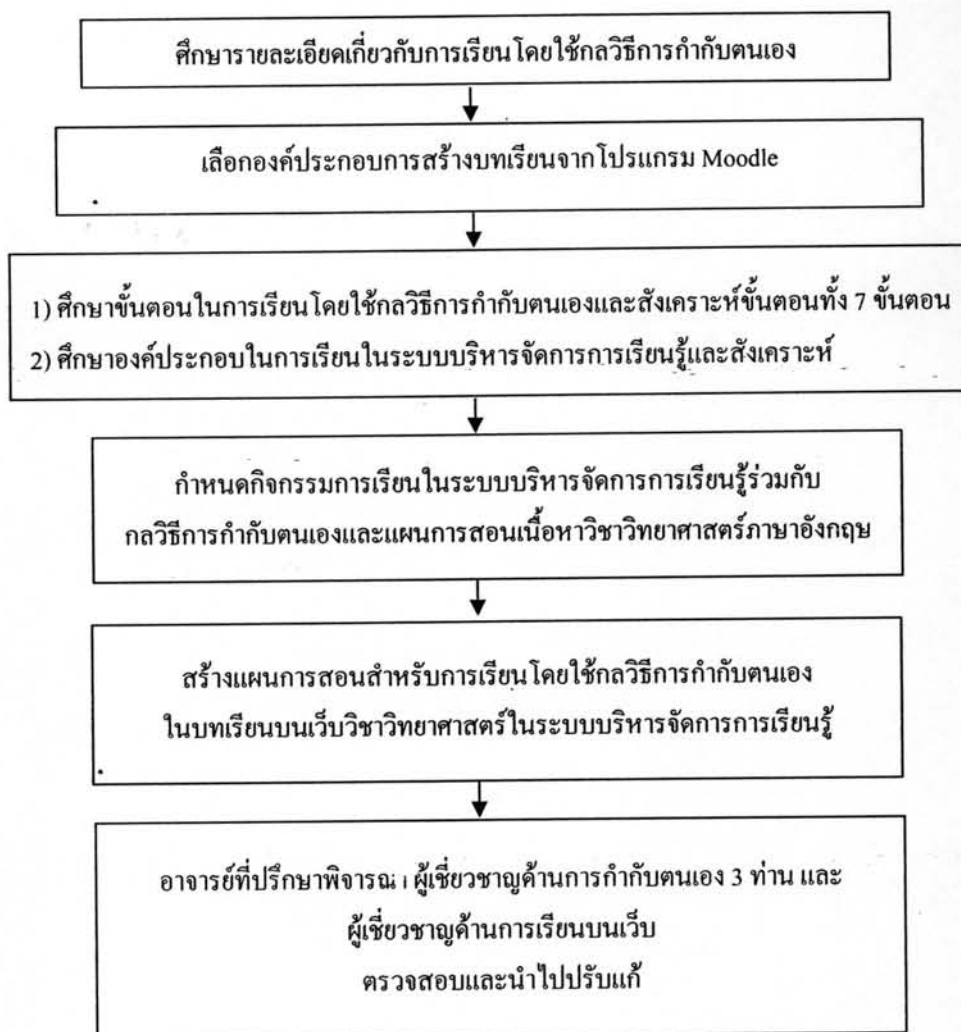 ศึกษารายละเอียดเกี่ยวกับการเรียนโดยใช้กลวิธีการกำกับตนเอง
เลือกองค์ประกอบการสร้างบทเรียนจากโปรแกรม Moodle
1) ศึกษาขั้นตอนในการเรียนโดยใช้กลวิธีการกำกับตนเองและสังเคราะห์ขั้นตอนทั้ง 7 ขั้นตอน
2) ศึกษาองค์ประกอบในการเรียนในระบบบริหารจัดการการเรียนรู้และสังเคราะห์
กำหนดกิจกรรมการเรียนในระบบบริหารจัดการการเรียนรู้ร่วมกับ
กลวิธีการกำกับตนเองและแผนการสอนเนื้อหาวิชาวิทยาศาสตร์ภาษาอังกฤษ
สร้างแผนการสอนสำหรับการเรียนโดยใช้กลวิธีการกำกับตนเอง
ในบทเรียนบนเว็บวิชาวิทยาศาสตร์ในระบบบริหารจัดการการเรียนรู้
อาจารย์ที่ปรึกษาพิจารณา ผู้เชี่ยวชาญด้านการกำกับตนเอง 3 ท่าน และ
ผู้เชี่ยวชาญด้านการเรียนบนเว็บ
ตรวจสอบและนำไปปรับแก้